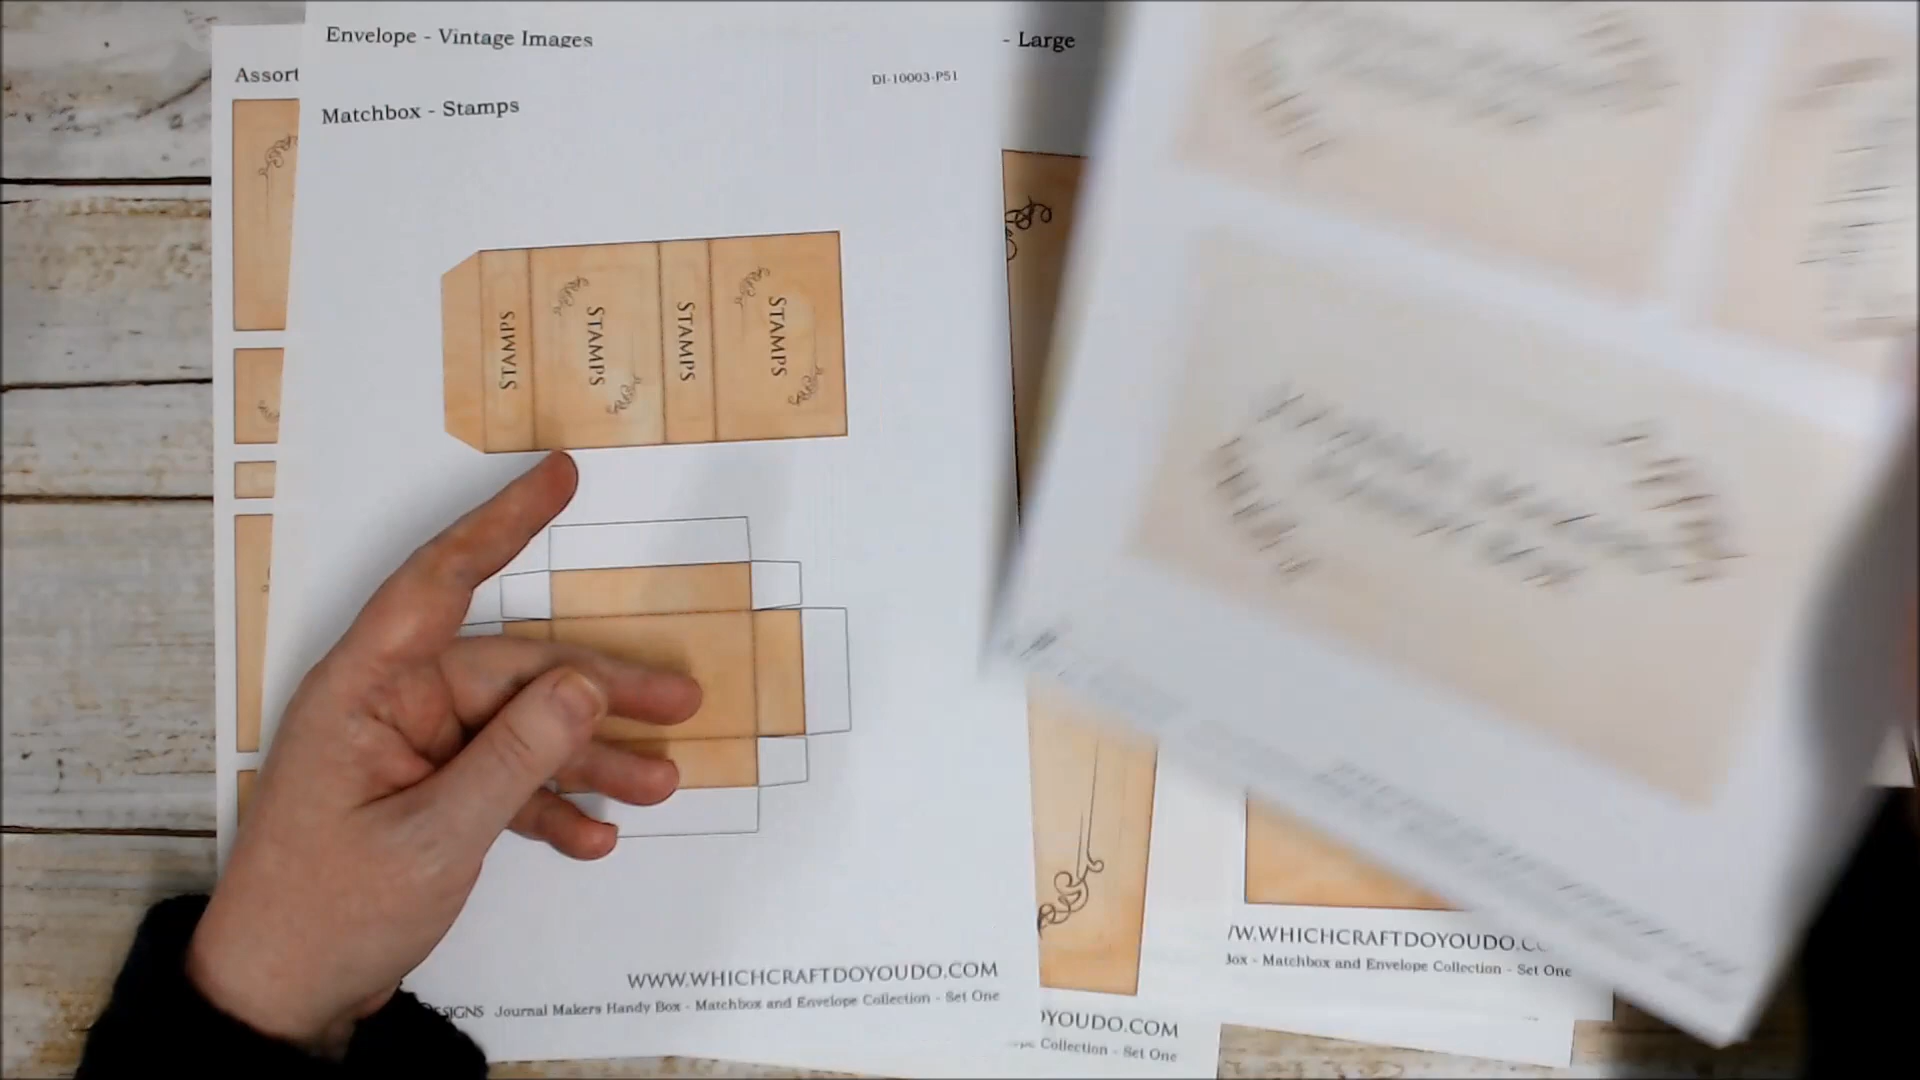 Envelope - Vintage Images
- Large
Assort
DI-10003-P51
Matchbox - Stamps
STAMPS
STAMPS
STAMPS
STAMPS
WWW.WHICHCRAFTDOYOUDO.COM
SIGNS Journal Makers Handy Box - Matchbox and Envelope Collection - Set One
W.WHICHCRAFTDOYOUDO.C
Box - Matchbox and Envelope Collection - Set One
YOUDO.COM
Collection - Set One